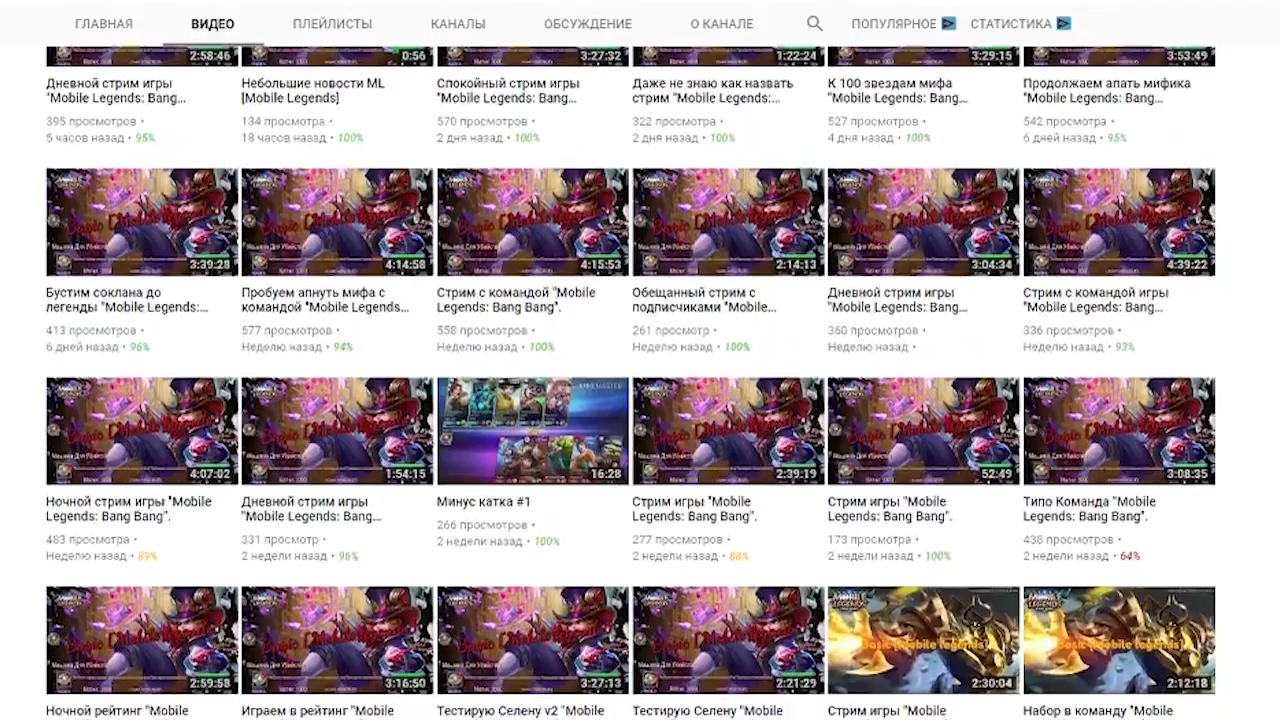 ГЛАВНАЯ ВИДЕО ПЛЕЙЛИСТЫ КАНАЛЫ ОБСУЖДЕНИЕ О КАНАЛЕ ПОПУЛЯРНОЕ СТАТИСТИКА
2:58:46 0:56 3:27:32 1:22:24 3:29:15 3:53:49
Дневной стрим игры
"Mobile Legends: Bang...
395 просмотров •
5 часов назад • 95%
Небольшие новости ML
[Mobile Legends]
134 просмотра •
18 часов назад • 100%
Спокойный стрим игры
"Mobile Legends: Bang...
570 просмотров •
2 дня назад • 100%
Даже не знаю как назвать
стрим "Mobile Legends:...
322 просмотра •
2 дня назад • 100%
К 100 звездам мифа
"Mobile Legends: Bang...
527 просмотров •
4 дня назад • 100%
Продолжаем апать мифика
"Mobile Legends: Bang...
542 просмотра •
6 дней назад • 95%
3:39:28 4:14:58 4:15:53 2:14:13 3:04:34 4:39:22
Бустим соклана до
легенды "Mobile Legends:...
413 просмотров •
6 дней назад • 96%
Пробуем апнуть мифа с
командой "Mobile Legends...
577 просмотров •
Неделю назад • 94%
Стрим с командой "Mobile
Legends: Bang Bang".
558 просмотров •
Неделю назад • 100%
Обещанный стрим с
подписчиками "Mobile...
261 просмотр •
Неделю назад • 100%
Дневной стрим игры
"Mobile Legends: Bang...
360 просмотров •
Неделю назад •
Стрим с командой игры
"Mobile Legends: Bang...
336 просмотров •
Неделю назад • 93%
4:07:02 1:54:15 16:28 2:39:19 52:49 3:08:35
Ночной стрим игры "Mobile
Legends: Bang Bang".
483 просмотра •
Неделю назад • 89%
Дневной стрим игры
"Mobile Legends: Bang...
331 просмотр •
2 недели назад • 96%
Минус катка #1
266 просмотров •
2 недели назад • 100%
Стрим игры "Mobile
Legends: Bang Bang".
277 просмотров •
2 недели назад • 88%
Стрим игры "Mobile
Legends: Bang Bang".
173 просмотра •
2 недели назад • 100%
Типо Команда "Mobile
Legends: Bang Bang".
438 просмотров •
2 недели назад • 64%
2:59:58 3:16:50 3:27:13 2:21:29 2:30:04 2:12:18
Ночной рейтинг "Mobile
Играем в рейтинг "Mobile
Тестирую Селену v2 "Mobile
Тестирую Селену "Mobile
Стрим игры "Mobile
Набор в команду "Mobile